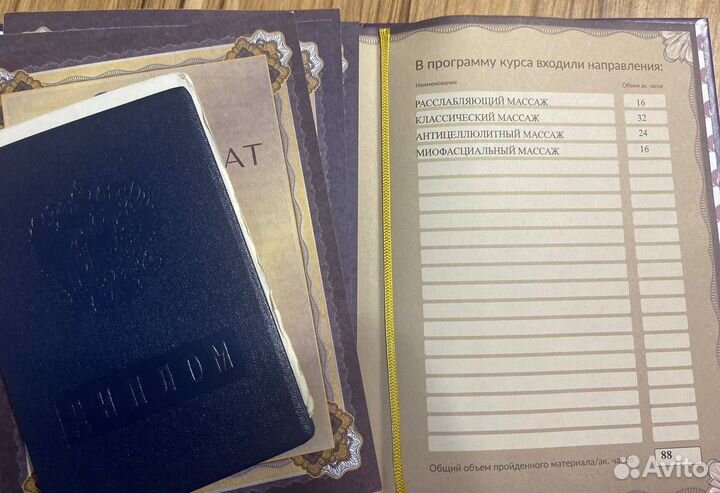 АТ
ДИПЛОМ
В программу курса входили направления:
Наименование Объем ак. часов
РАССЛАБЛЯЮЩИЙ МАССАЖ 16
КЛАССИЧЕСКИЙ МАССАЖ 32
АНТИЦЕЛЛЮЛИТНЫЙ МАССАЖ 24
МИОФАСЦИАЛЬНЫЙ МАССАЖ 16
Общий объем пройденного материала/ак. 88
Avito